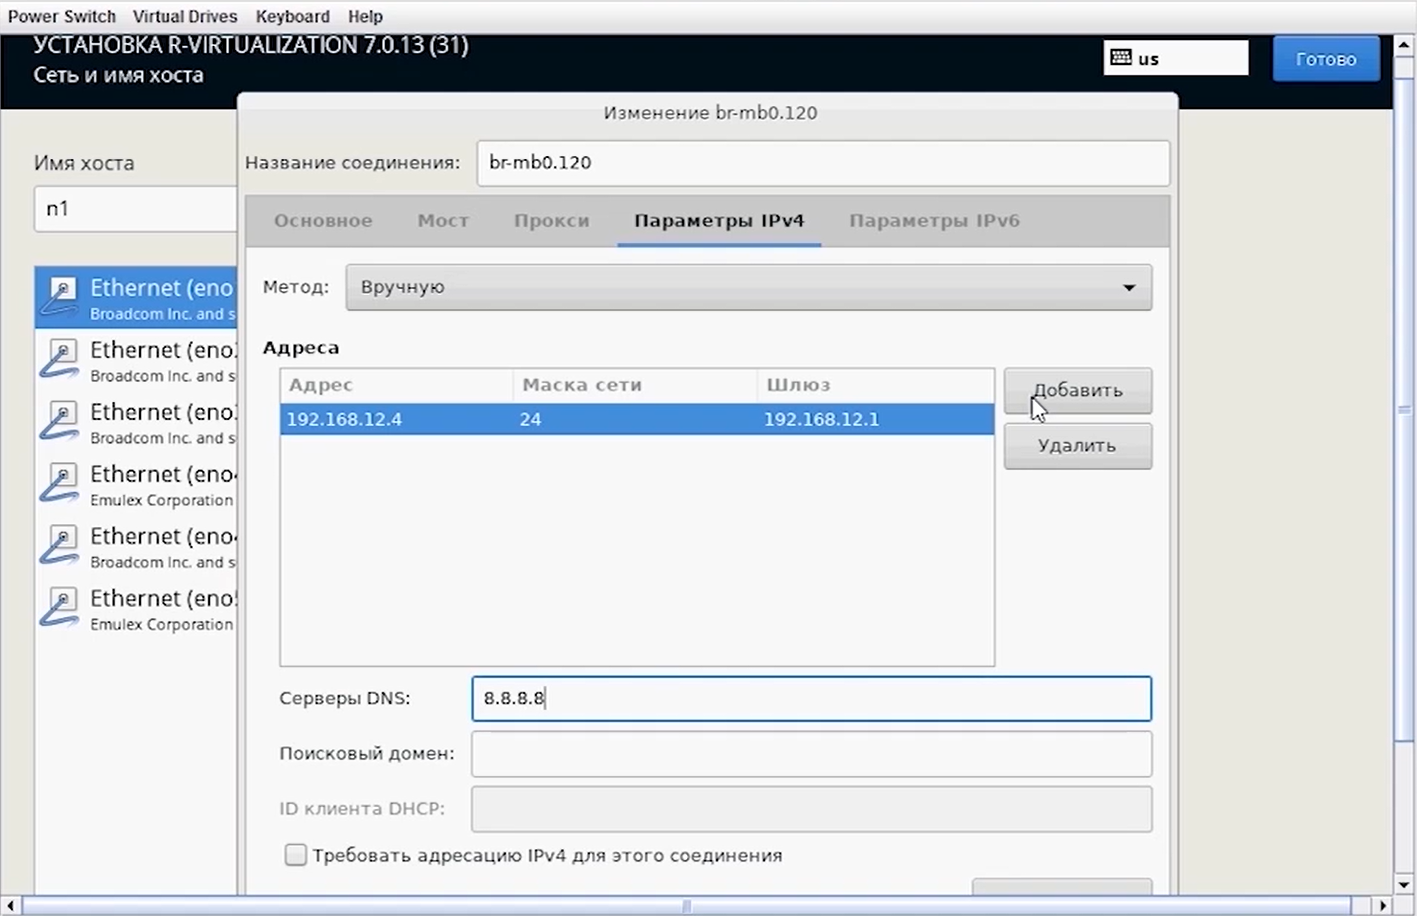 Power Switch Virtual Drives Keyboard Help
УСТАНОВКА R-VIRTUALIZATION 7.0.13 (31)
Сеть и имя хоста
us
Готово
Изменение br-mb0.120
Имя хоста
n1
Ethernet (eno
Broadcom Inc. and s
Ethernet (eno
Broadcom Inc. and s
Ethernet (eno
Broadcom Inc. and s
Ethernet (eno
Emulex Corporation
Ethernet (eno
Broadcom Inc. and s
Ethernet (eno
Emulex Corporation
Название соединения: br-mb0.120
Основное Мост Прокси Параметры IPv4 Параметры IPv6
Метод: Вручную
Адреса
Адрес Маска сети Шлюз
192.168.12.4 24 192.168.12.1
Добавить
Удалить
Серверы DNS: 8.8.8.8
Поисковый домен:
ID клиента DHCP:
Требовать адресацию IPv4 для этого соединения